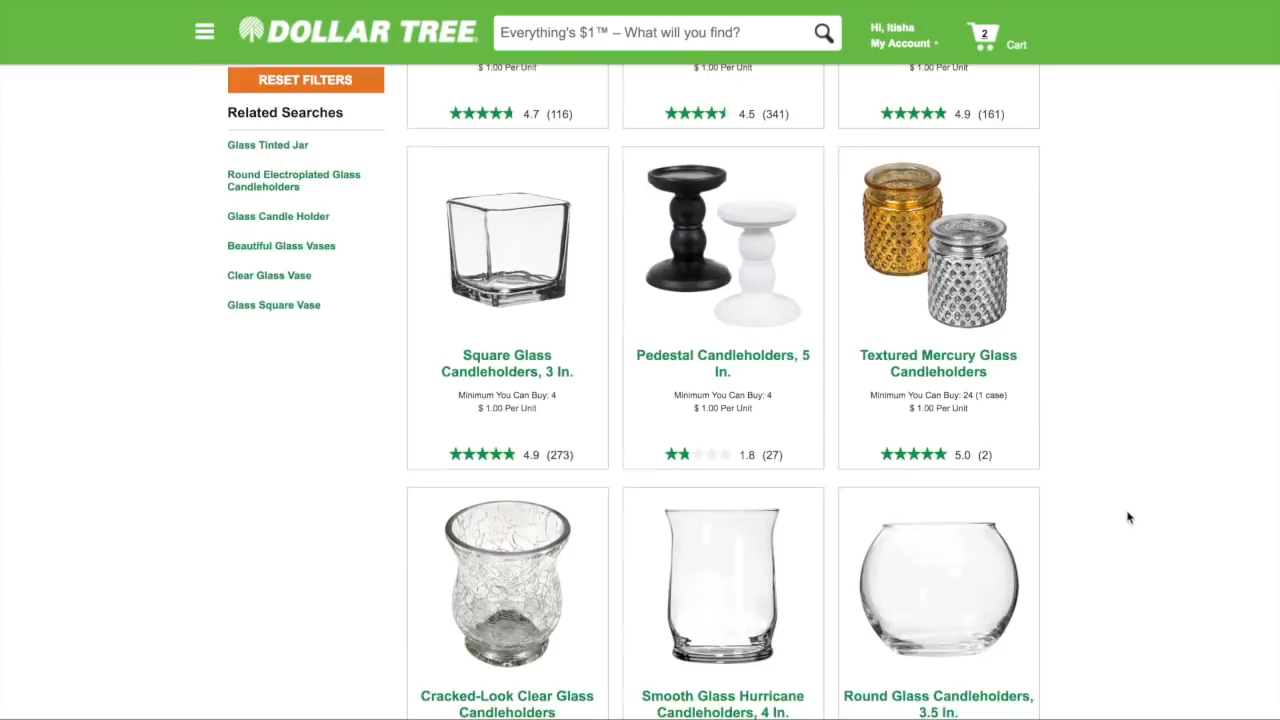 DOLLAR TREE
Everything's $1™ – What will you find?
Hi, Itisha
My Account
2
Cart
RESET FILTERS
Related Searches
Glass Tinted Jar
Round Electroplated Glass
Candleholders
Glass Candle Holder
Beautiful Glass Vases
Clear Glass Vase
Glass Square Vase
$ 1.00 Per Unit
4.7 (116)
$ 1.00 Per Unit
4.5 (341)
$ 1.00 Per Unit
4.9 (161)
Square Glass
Candleholders, 3 In.
Minimum You Can Buy: 4
$ 1.00 Per Unit
4.9 (273)
Pedestal Candleholders, 5
In.
Minimum You Can Buy: 4
$ 1.00 Per Unit
1.8 (27)
Textured Mercury Glass
Candleholders
Minimum You Can Buy: 24 (1 case)
$ 1.00 Per Unit
5.0 (2)
Cracked-Look Clear Glass
Candleholders
Smooth Glass Hurricane
Candleholders, 4 In.
Round Glass Candleholders,
3.5 In.